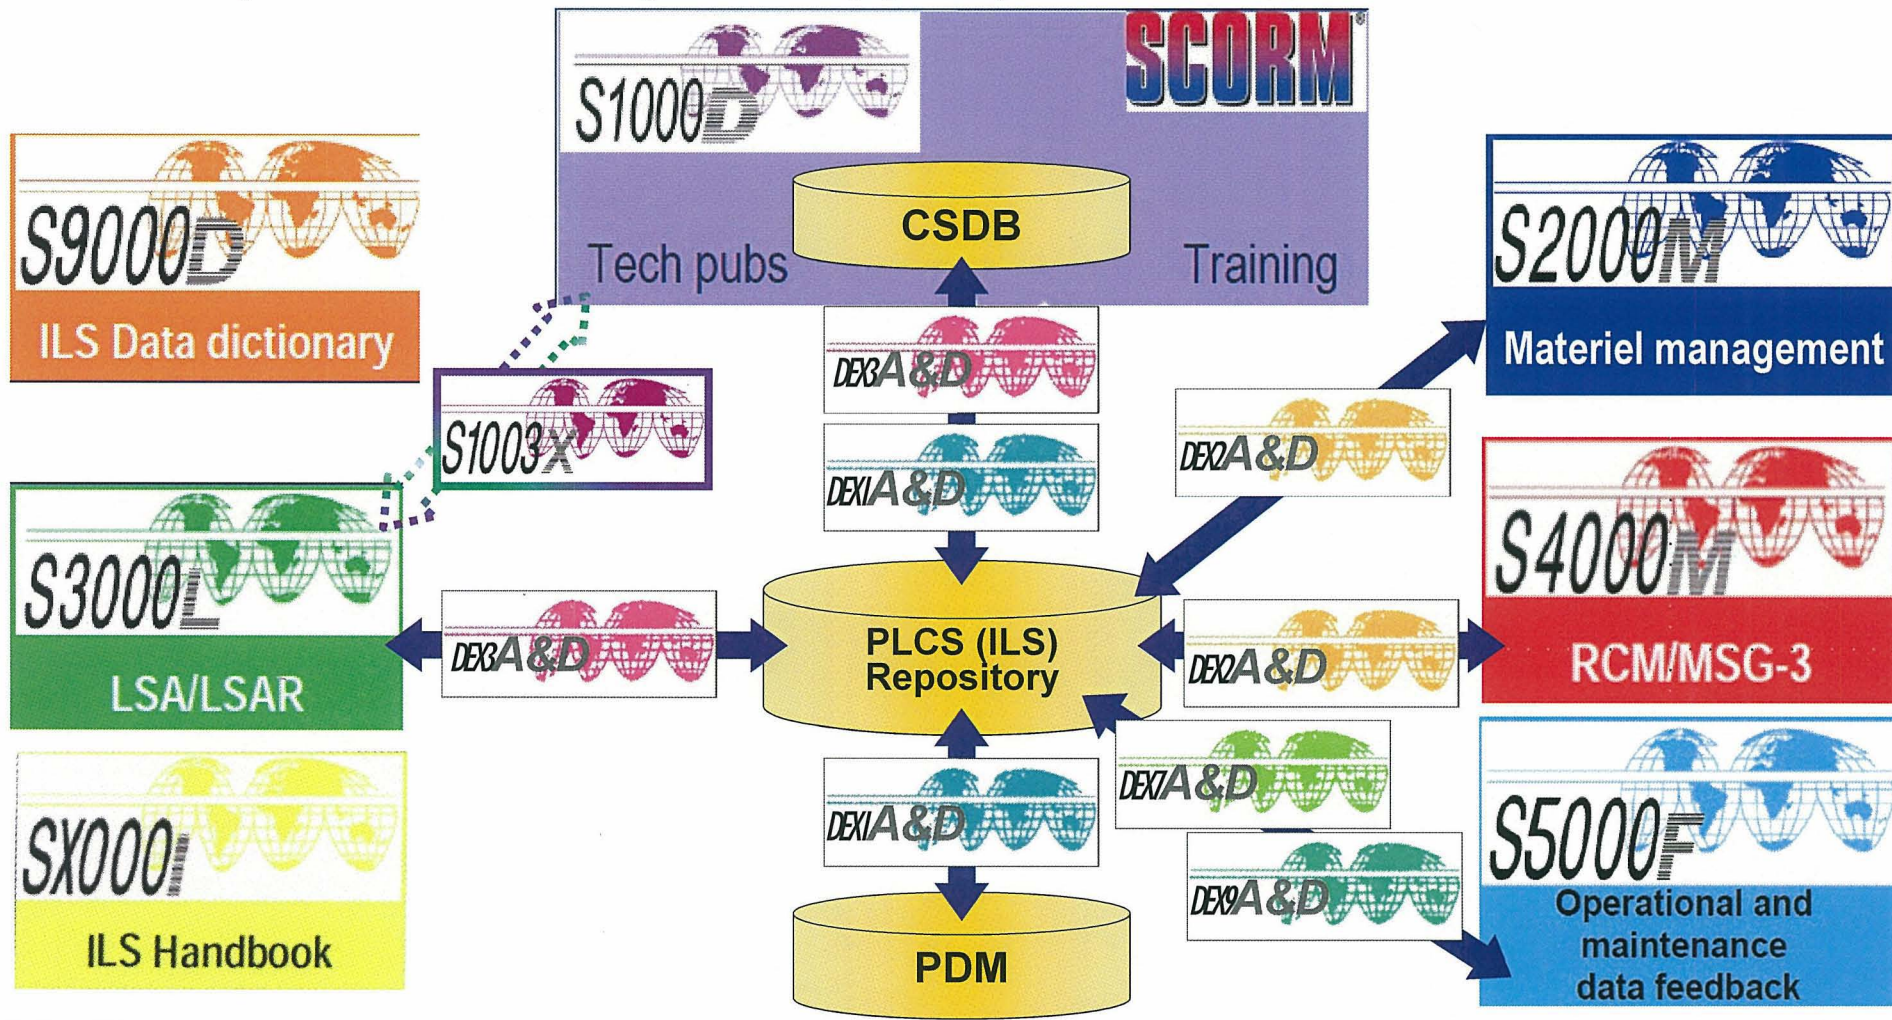 S1000D
SCORM®
CSDB
Tech pubs
Training
S9000D
ILS Data dictionary
S2000M
Materiel management
DEX3A&D
DEX2A&D
S1003X
DEX1A&D
S3000L
LSA/LSAR
S4000M
RCM/MSG-3
DEX3A&D
PLCS (ILS)
Repository
DEX2A&D
SX000I
ILS Handbook
DEX1A&D
DEX7A&D
DEX9A&D
S5000F
Operational and
maintenance
data feedback
PDM